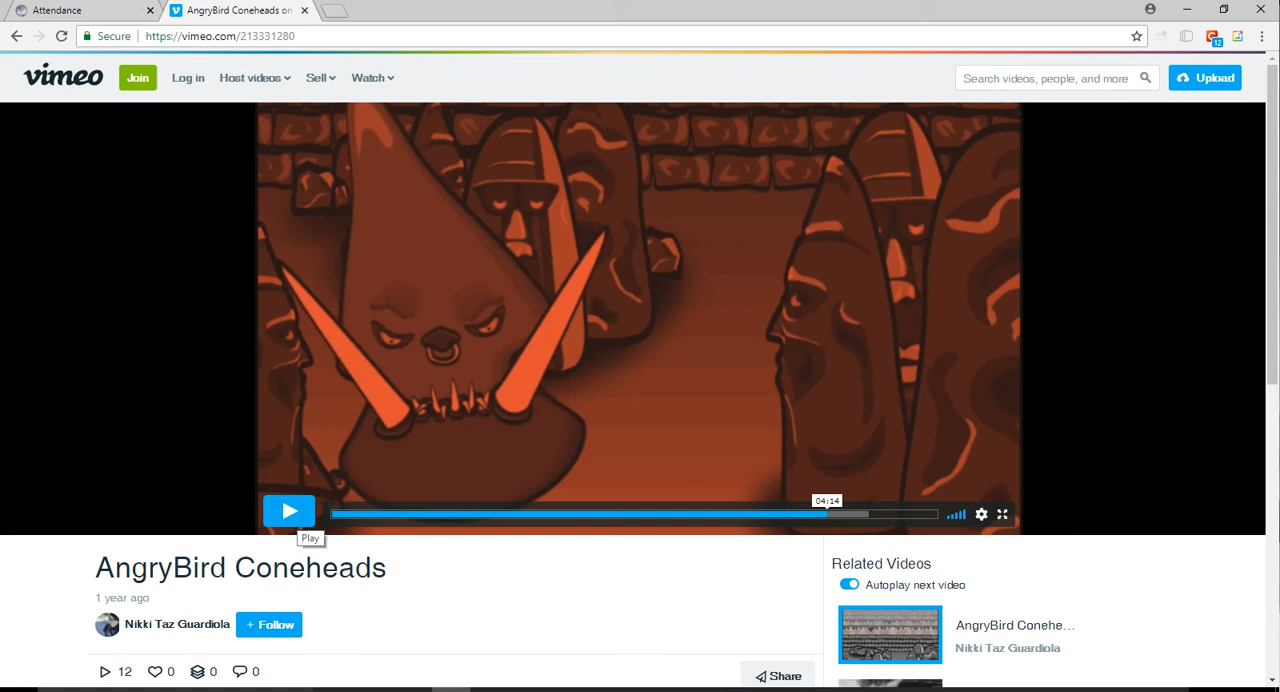 Attendance
AngryBird Coneheads on
Secure
https://vimeo.com/213331280
12
vimeo
Join
Log in
Host videos
Sell
Watch
Search videos, people, and more
Upload
04:14
Play
AngryBird Coneheads
1 year ago
Nikki Taz Guardiola
+ Follow
12
0
0
0
Share
Related Videos
Autoplay next video
AngryBird Conehe...
Nikki Taz Guardiola